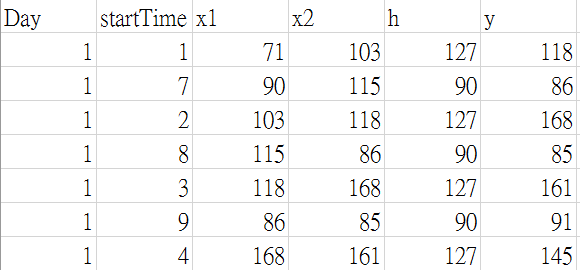 Day startTime x1 x2 h y
1 1 71 103 127 118
1 7 90 115 90 86
1 2 103 118 127 168
1 8 115 86 90 85
1 3 118 168 127 161
1 9 86 85 90 91
1 4 168 161 127 145